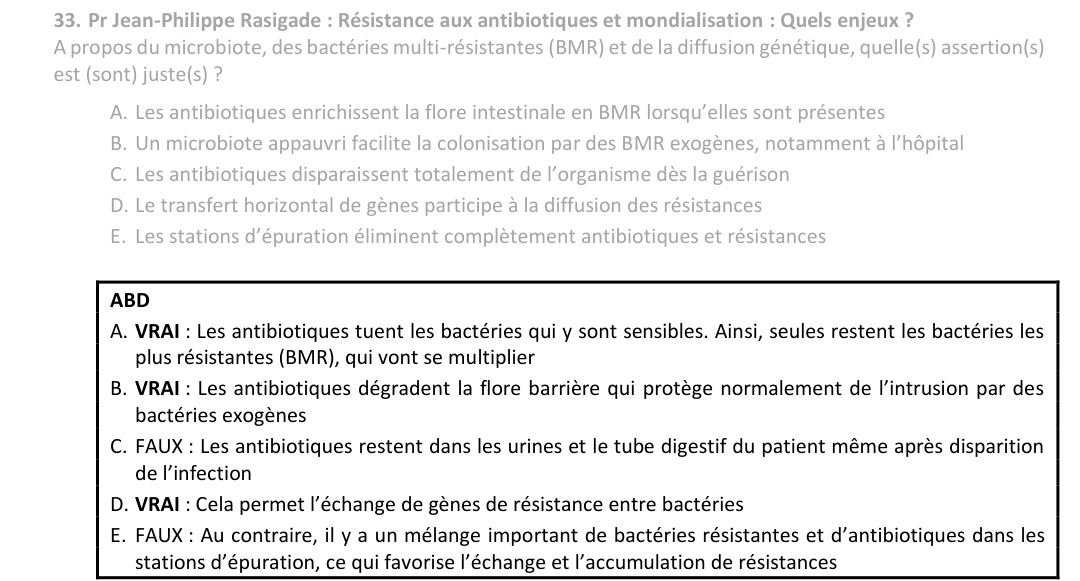 33. Pr Jean-Philippe Rasigade : Résistance aux antibiotiques et mondialisation : Quels enjeux ?
A propos du microbiote, des bactéries multi-résistantes (BMR) et de la diffusion génétique, quelle(s) assertion(s)
est (sont) juste(s) ?
A. Les antibiotiques enrichissent la flore intestinale en BMR lorsqu'elles sont présentes
B. Un microbiote appauvri facilite la colonisation par des BMR exogènes, notamment à l'hôpital
C. Les antibiotiques disparaissent totalement de l'organisme dès la guérison
D. Le transfert horizontal de gènes participe à la diffusion des résistances
E. Les stations d'épuration éliminent complètement antibiotiques et résistances
ABD
A. VRAI : Les antibiotiques tuent les bactéries qui y sont sensibles. Ainsi, seules restent les bactéries les
plus résistantes (BMR), qui vont se multiplier
B. VRAI : Les antibiotiques dégradent la flore barrière qui protège normalement de l'intrusion par des
bactéries exogènes
C. FAUX : Les antibiotiques restent dans les urines et le tube digestif du patient même après disparition
de l'infection
D. VRAI : Cela permet l'échange de gènes de résistance entre bactéries
E. FAUX : Au contraire, il y a un mélange important de bactéries résistantes et d'antibiotiques dans les
stations d'épuration, ce qui favorise l'échange et l'accumulation de résistances